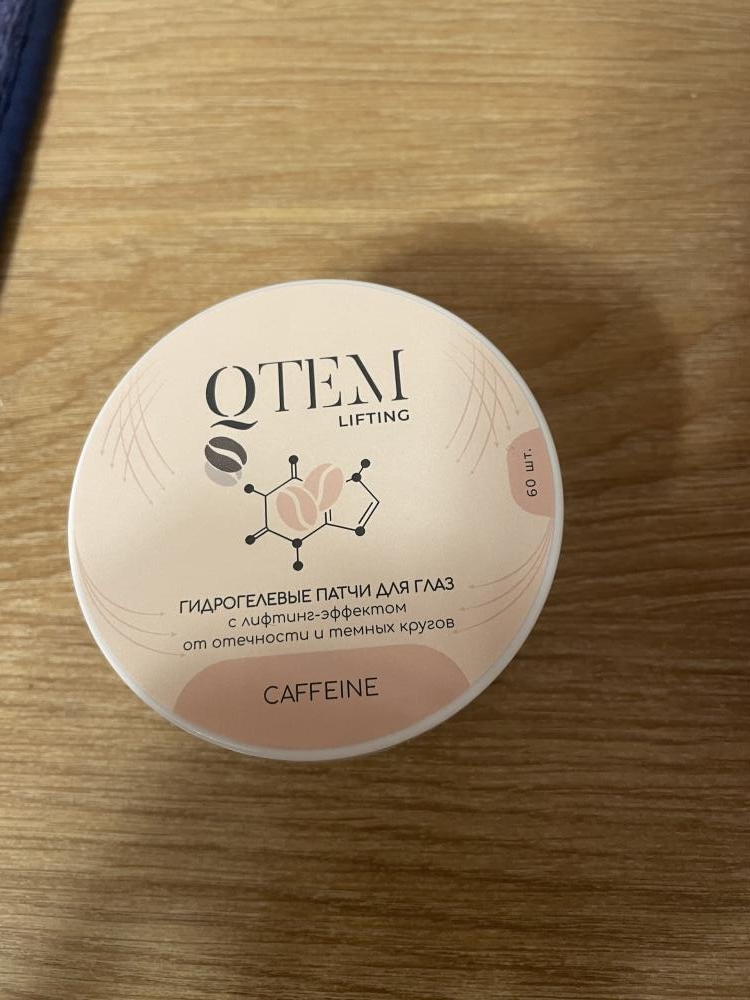 QTEM
LIFTING
60 шт.
ГИДРОГЕЛЕВЫЕ ПАТЧИ ДЛЯ ГЛАЗ
с лифтинг-эффектом
от отечности и темных кругов
CAFFEINE